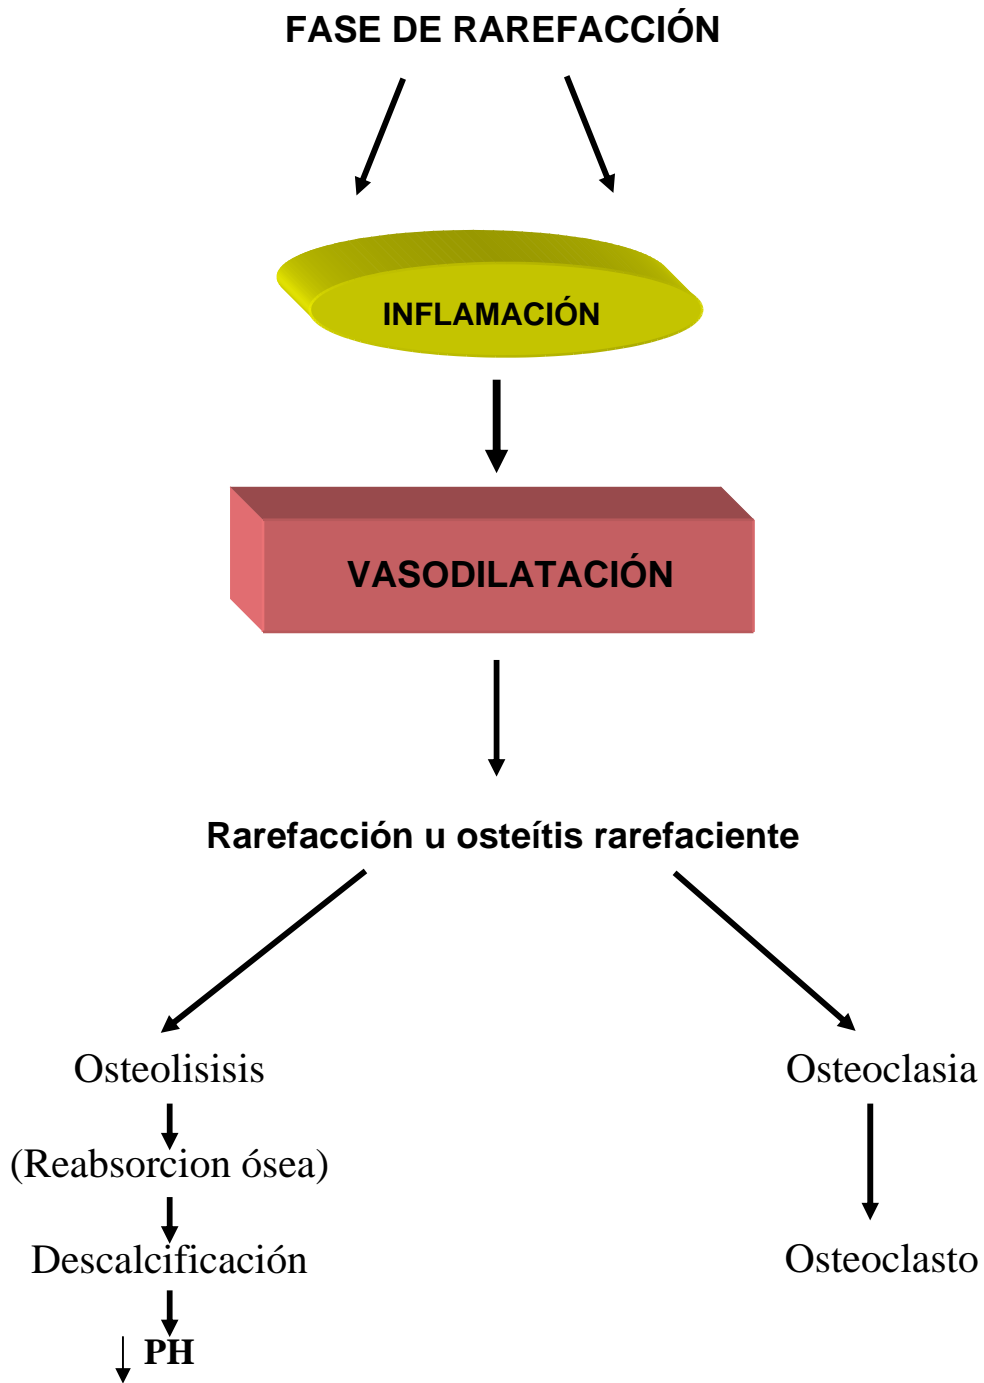 FASE DE RAREFACCIÓN
INFLAMACIÓN
VASODILATACIÓN
Rarefacción u osteítis rarefaciente
Osteolisisis
Osteoclasia
(Reabsorcion ósea)
Descalcificación
Osteoclasto
↓ PH